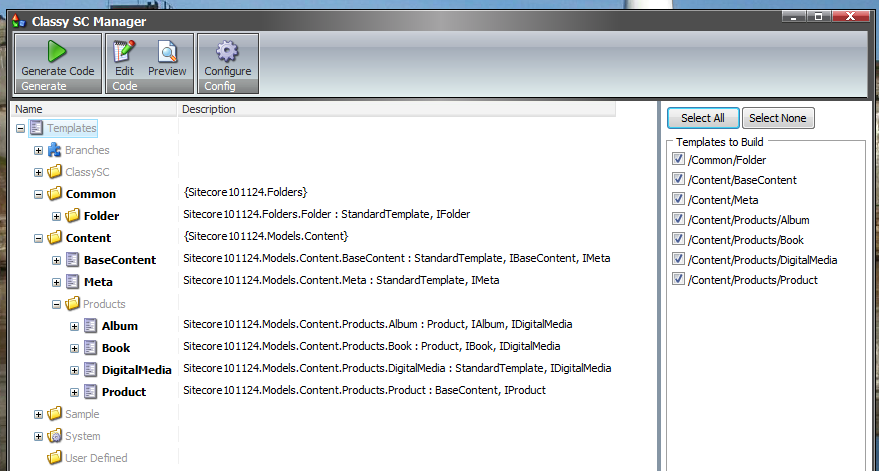 Classy SC Manager
Generate Code Edit Preview Configure
Generate Code Config
Name Description
Templates
Branches
ClassySC
Common {Sitecore101124.Folders}
Folder Sitecore101124.Folders.Folder : StandardTemplate, IFolder
Content {Sitecore101124.Models.Content}
BaseContent Sitecore101124.Models.Content.BaseContent : StandardTemplate, IBaseContent, IMeta
Meta Sitecore101124.Models.Content.Meta : StandardTemplate, IMeta
Products
Album Sitecore101124.Models.Content.Products.Album : Product, IAlbum, IDigitalMedia
Book Sitecore101124.Models.Content.Products.Book : Product, IBook, IDigitalMedia
DigitalMedia Sitecore101124.Models.Content.Products.DigitalMedia : StandardTemplate, IDigitalMedia
Product Sitecore101124.Models.Content.Products.Product : BaseContent, IProduct
Sample
System
User Defined
Select All Select None
Templates to Build
/Common/Folder
/Content/BaseContent
/Content/Meta
/Content/Products/Album
/Content/Products/Book
/Content/Products/DigitalMedia
/Content/Products/Product